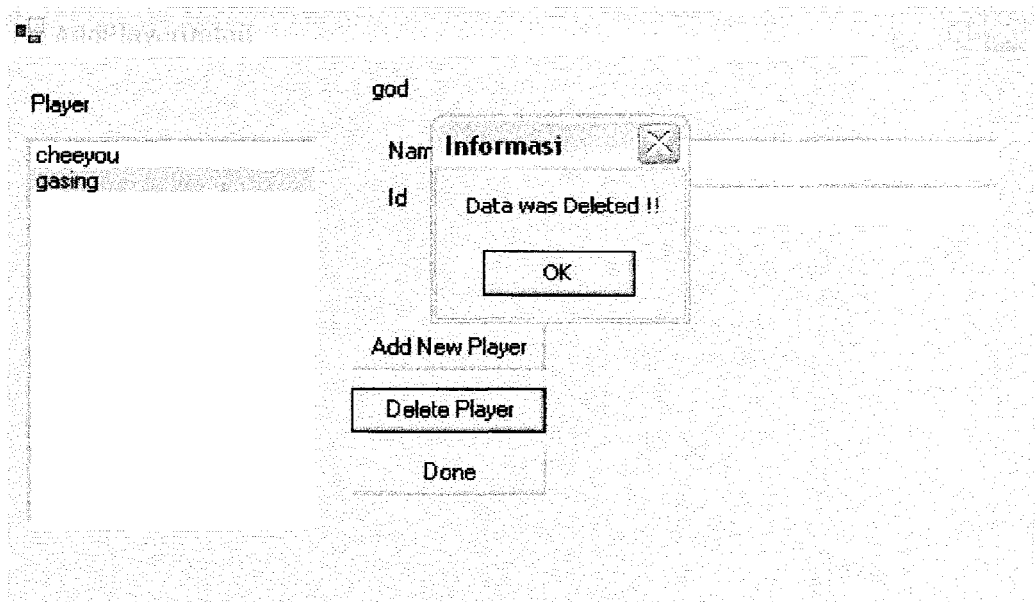 Player
god
cheeyou
gasing
Nam
Id
Informasi
Data was Deleted !!
OK
Add New Player
Delete Player
Done